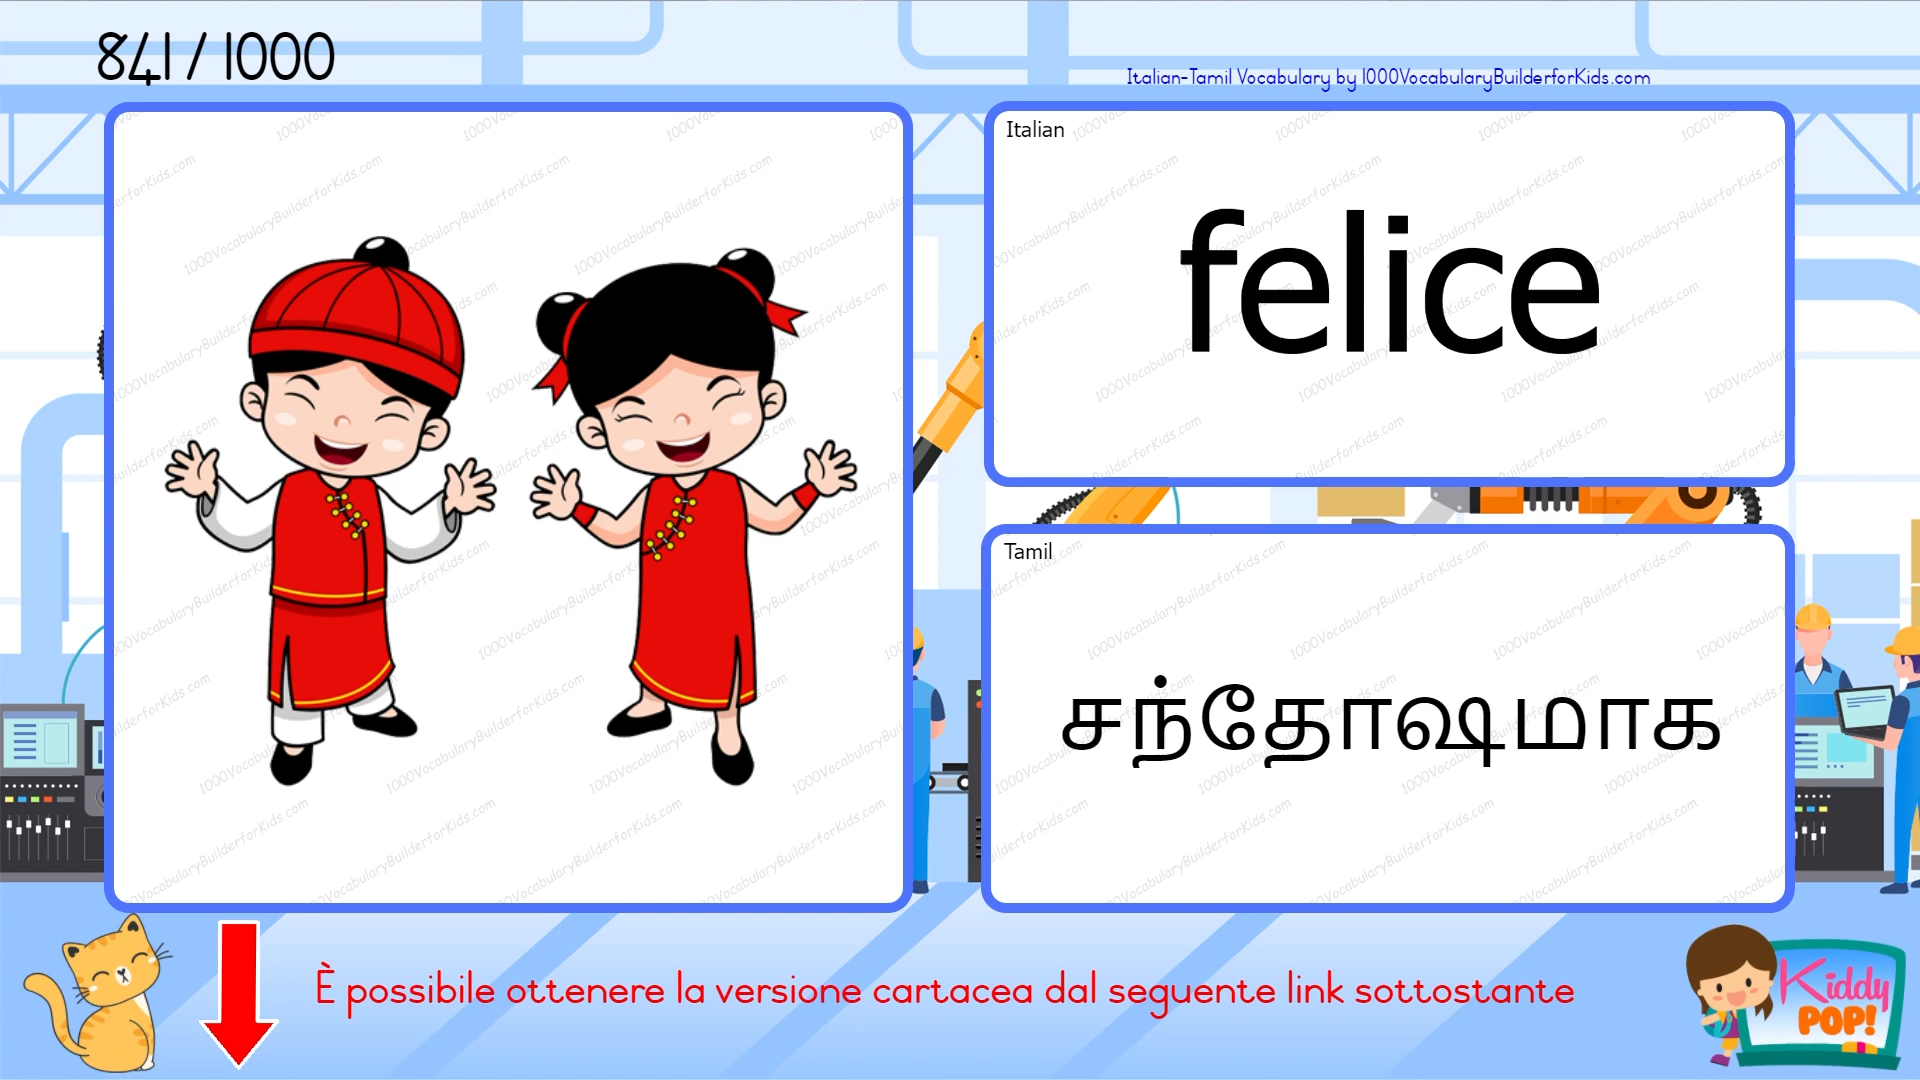 841/1000
Italian-Tamil Vocabulary by 1000VocabularyBuilderforKids.com
Italian
felice
Tamil
சந்தோஷமாக
È possibile ottenere la versione cartacea dal seguente link sottostante
Kiddy
POP!